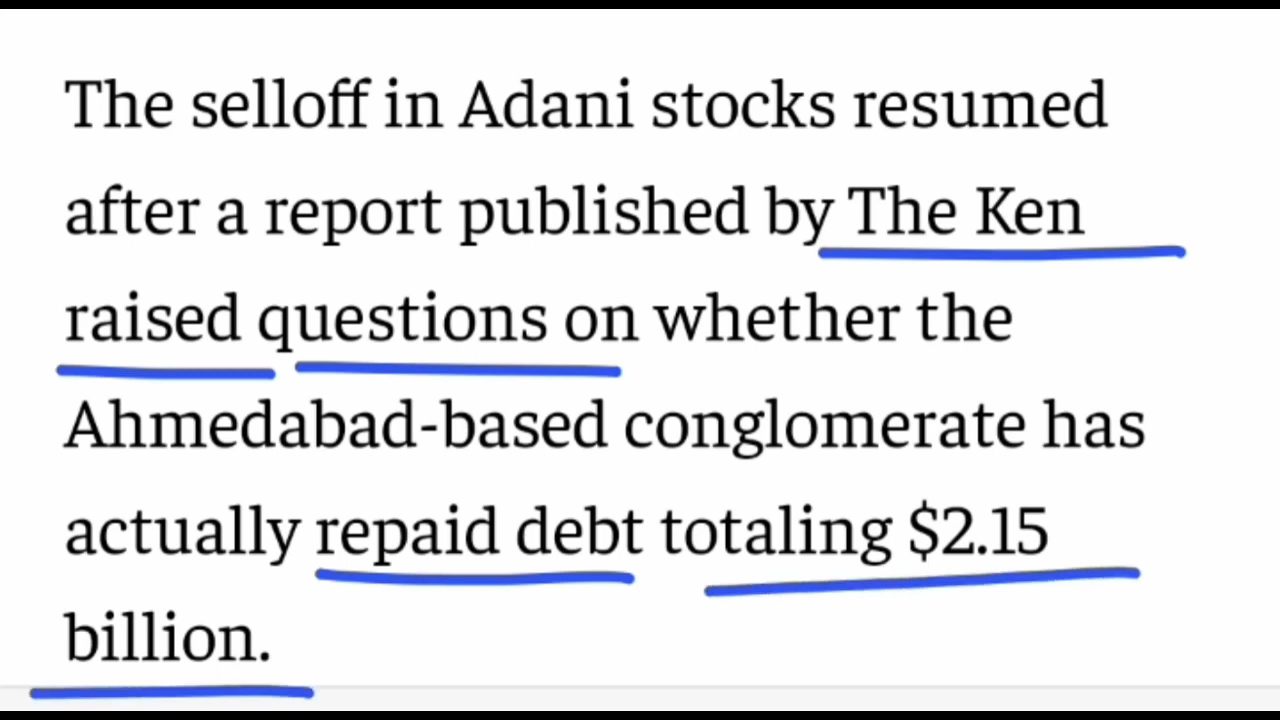 The selloff in Adani stocks resumed
after a report published by The Ken
raised questions on whether the
Ahmedabad-based conglomerate has
actually repaid debt totaling $2.15
billion.